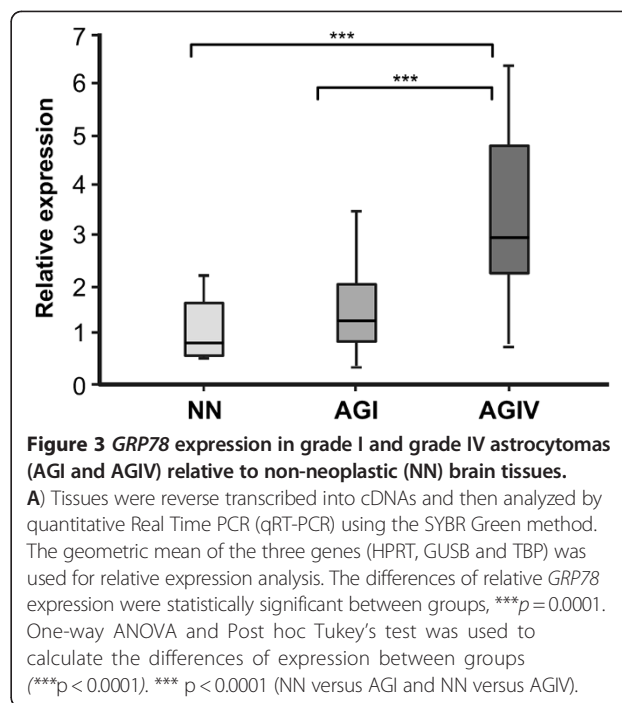 7
***
6
***
5
4
3
2
1
0
Relative expression
NN AGI AGIV
Figure 3 GRP78 expression in grade I and grade IV astrocytomas
(AGI and AGIV) relative to non-neoplastic (NN) brain tissues.
A) Tissues were reverse transcribed into cDNAs and then analyzed by
quantitative Real Time PCR (qRT-PCR) using the SYBR Green method.
The geometric mean of the three genes (HPRT, GUSB and TBP) was
used for relative expression analysis. The differences of relative GRP78
expression were statistically significant between groups, ***p = 0.0001.
One-way ANOVA and Post hoc Tukey's test was used to
calculate the differences of expression between groups
(***p < 0.0001). *** p < 0.0001 (NN versus AGI and NN versus AGIV).